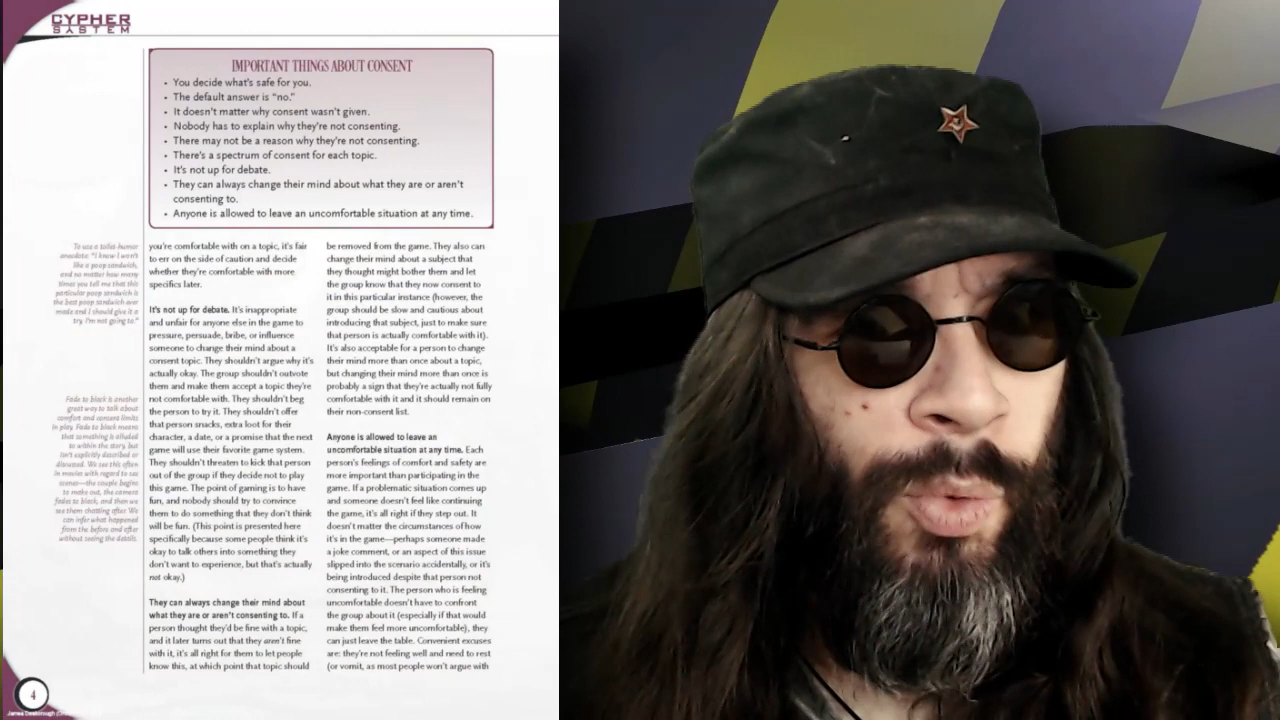 CYPHER
SYSTEM
IMPORTANT THINGS ABOUT CONSENT
• You decide what's safe for you.
• The default answer is “no.”
• It doesn't matter why consent wasn't given.
• Nobody has to explain why they're not consenting.
• There may not be a reason why they're not consenting.
• There's a spectrum of consent for each topic.
• It's not up for debate.
• They can always change their mind about what they are or aren't
consenting to.
• Anyone is allowed to leave an uncomfortable situation at any time.
To use a talka-human
anecdote: “I know I won't
like a poop sandwich,
and no matter how many
times you tell me that this
particular poop sandwich is
the best poop sandwich ever
made and I should give it a
try, I'm not going to.”
Fade to black is another
great way to talk about
comfort and consent limits
in play. Fade to black means
that something is alluded
to within the story, but
isn't explicitly described or
discussed. We see this often
in movies with regard to sex
scenes—the couple begins
to make out, the camera
fades to black, and then we
see them chatting after. We
can infer what happened
from the before and after
without seeing the details.
you're comfortable with on a topic, it's fair
to err on the side of caution and decide
whether they're comfortable with more
specifics later.
It's not up for debate. It's inappropriate
and unfair for anyone else in the game to
pressure, persuade, bribe, or influence
someone to change their mind about a
consent topic. They shouldn't argue why it's
actually okay. The group shouldn't outvote
them and make them accept a topic they're
not comfortable with. They shouldn't beg
the person to try it. They shouldn't offer
that person snacks, extra loot for their
character, a date, or a promise that the next
game will use their favorite game system.
They shouldn't threaten to kick that person
out of the group if they decide not to play
this game. The point of gaming is to have
fun, and nobody should try to convince
them to do something that they don't think
will be fun. (This point is presented here
specifically because some people think it's
okay to talk others into something they
don't want to experience, but that's actually
not okay.)
They can always change their mind about
what they are or aren't consenting to. If a
person thought they'd be fine with a topic,
and it later turns out that they aren't fine
with it, it's all right for them to let people
know this, at which point that topic should
be removed from the game. They also can
change their mind about a subject that
they thought might bother them and let
the group know that they now consent to
it in this particular instance (however, the
group should be slow and cautious about
introducing that subject, just to make sure
that person is actually comfortable with it).
It's also acceptable for a person to change
their mind more than once about a topic,
but changing their mind more than once is
probably a sign that they're actually not fully
comfortable with it and it should remain on
their non-consent list.
Anyone is allowed to leave an
uncomfortable situation at any time. Each
person's feelings of comfort and safety are
more important than participating in the
game. If a problematic situation comes up
and someone doesn't feel like continuing
the game, it's all right if they step out. It
doesn't matter the circumstances of how
it's in the game—perhaps someone made
a joke comment, or an aspect of this issue
slipped into the scenario accidentally, or it's
being introduced despite that person not
consenting to it. The person who is feeling
uncomfortable doesn't have to confront
the group about it (especially if that would
make them feel more uncomfortable), they
can just leave the table. Convenient excuses
are: they're not feeling well and need to rest
(or vomit, as most people won't argue with
4
James Desborough